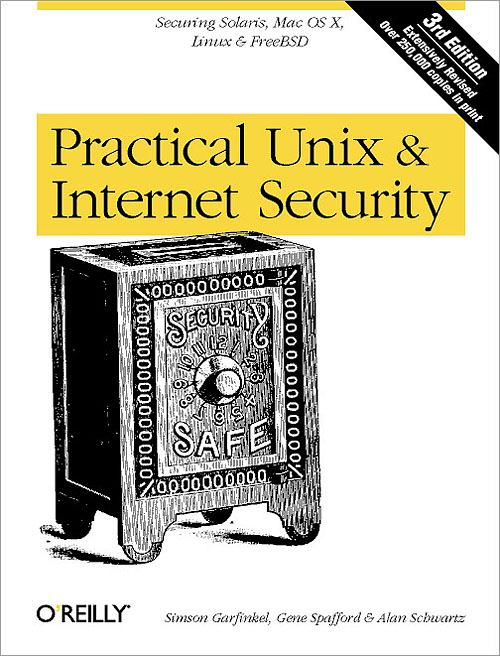 Securing Solaris, Mac OS X,
Linux & FreeBSD
3rd Edition
Extensively Revised
Over 250,000 copies in print
Practical Unix &
Internet Security
SECURITY
SAFE
O'REILLY®
Simson Garfinkel, Gene Spafford & Alan Schwartz